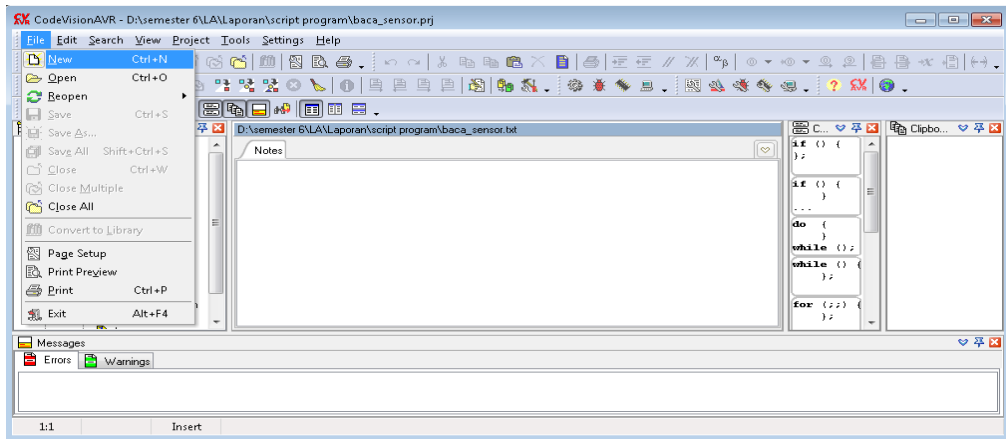 CodeVisionAVR - D:\semester 6\LA\Laporan\script program\baca_sensor.prj
File Edit Search View Project Tools Settings Help
New Ctrl+N
Open Ctrl+O
Reopen
Save Ctrl+S
Save As...
Save All Shift+Ctrl+S
Close Ctrl+W
Close Multiple
Close All
Convert to Library
Page Setup
Print Preview
Print Ctrl+P
Exit Alt+F4
D:\semester 6\LA\Laporan\script program\baca_sensor.txt
Notes
C...
if () {
};
if () {
}
...
do {
}
while ();
while () {
};
for (;;) {
};
Clipbo...
Messages
Errors Warnings
1:1 Insert